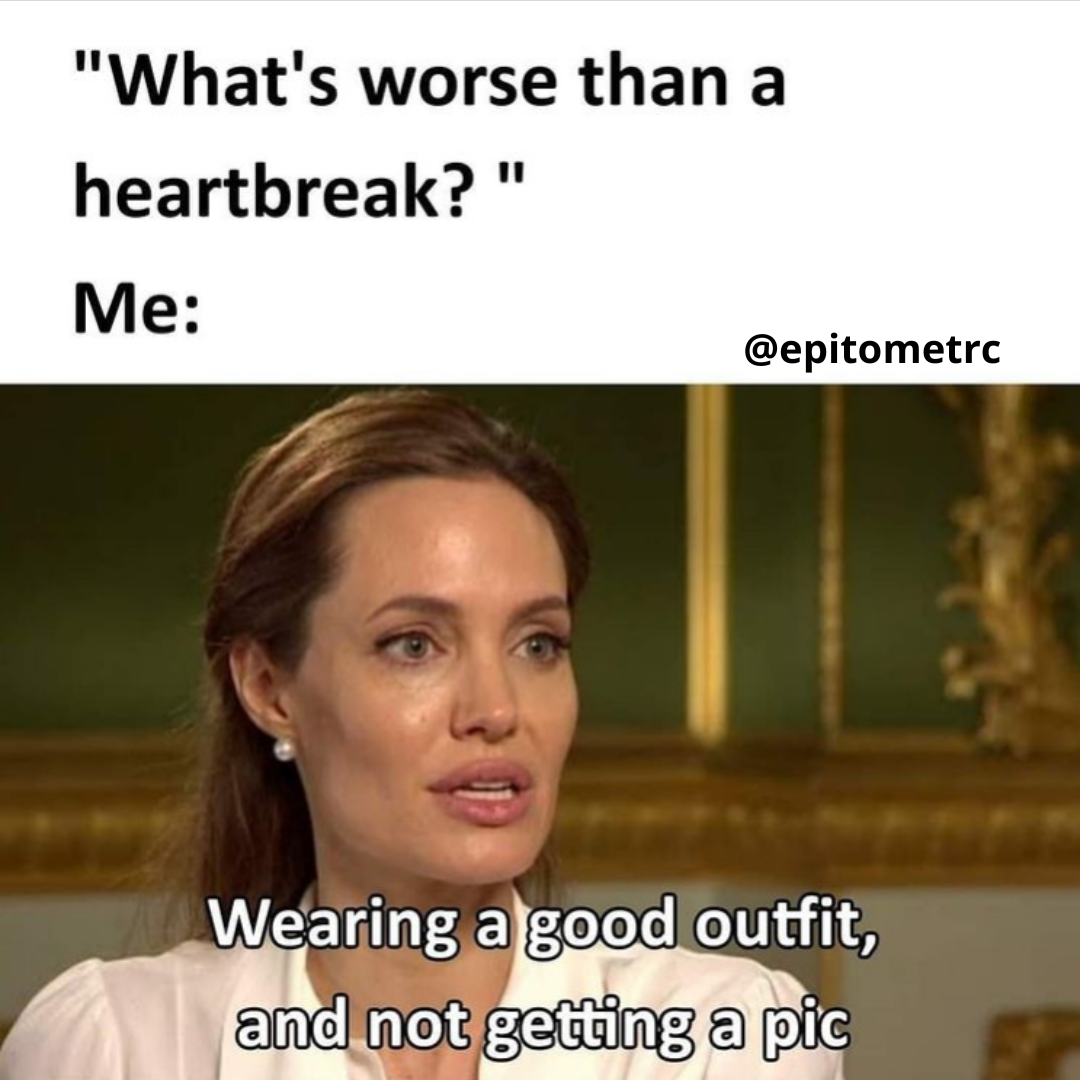 "What's worse than a
heartbreak? "
Me:
@epitometrc
Wearing a good outfit,
and not getting a pic